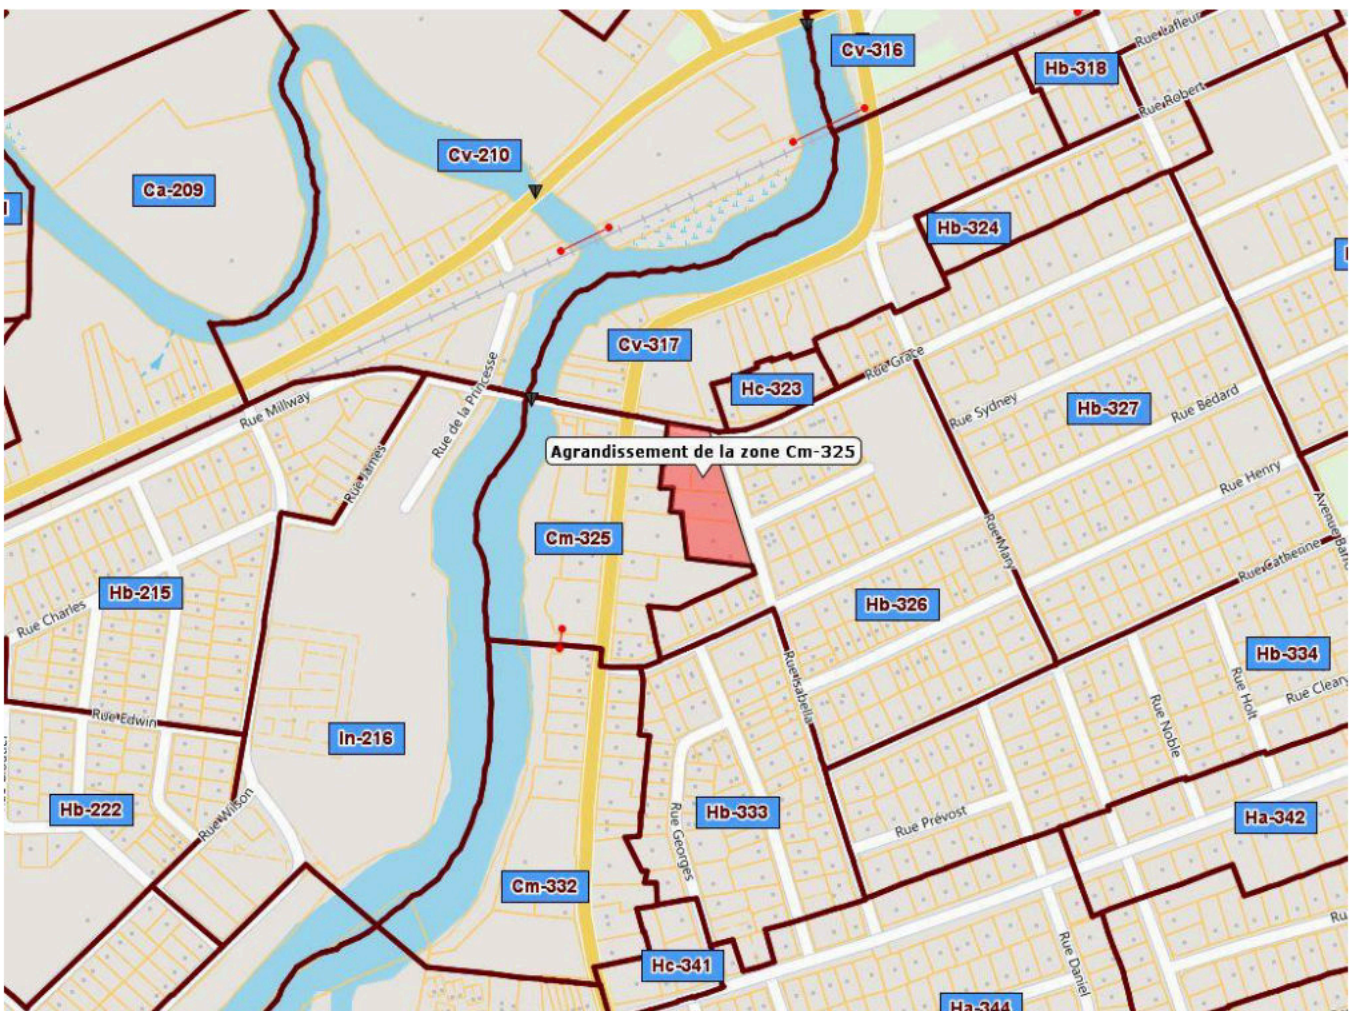 Cv-316
Hb-318
Rue Lafleur
Rue Robert
Cv-210
Ca-209
Hb-324
Cv-317
Hc-323
Rue Grace
Rue Sydney
Hb-327
Rue Bédard
Rue Millway
Rue de la Princesse
Rue James
Agrandissement de la zone Cm-325
Rue Henry
Cm-325
Rue Mary
Rue Catherine
Hb-215
Rue Charles
Hb-326
Rue Isabella
Hb-334
Rue Cleary
Rue Holt
Rue Noble
Rue Edwin
In-216
Hb-222
Rue Wilson
Rue Georges
Hb-333
Rue Prévost
Ha-342
Cm-332
Rue Daniel
Hc-341
Ha-344